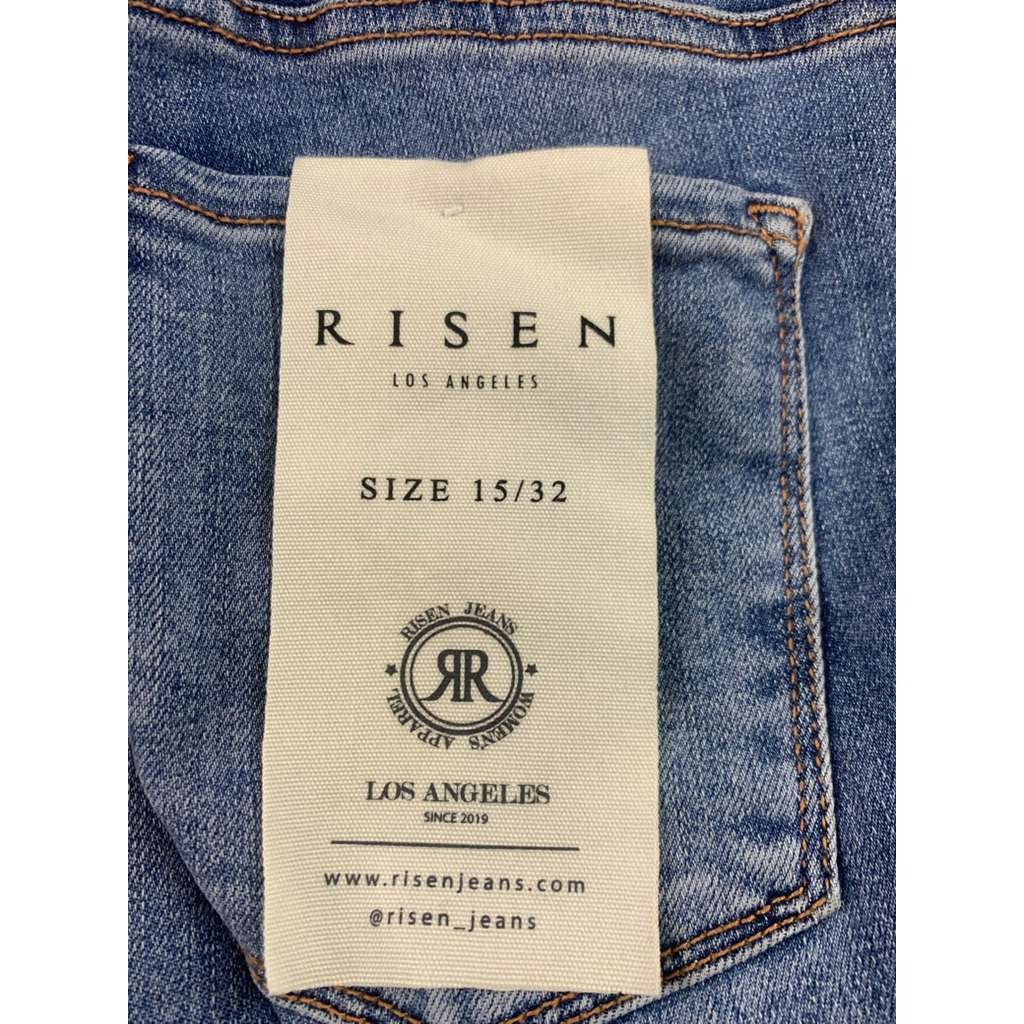 RISEN
LOS ANGELES
SIZE 15/32
RISEN JEANS
RR
WOMEN'S APPAREL
LOS ANGELES
SINCE 2019
www.risenjeans.com
@risen_jeans